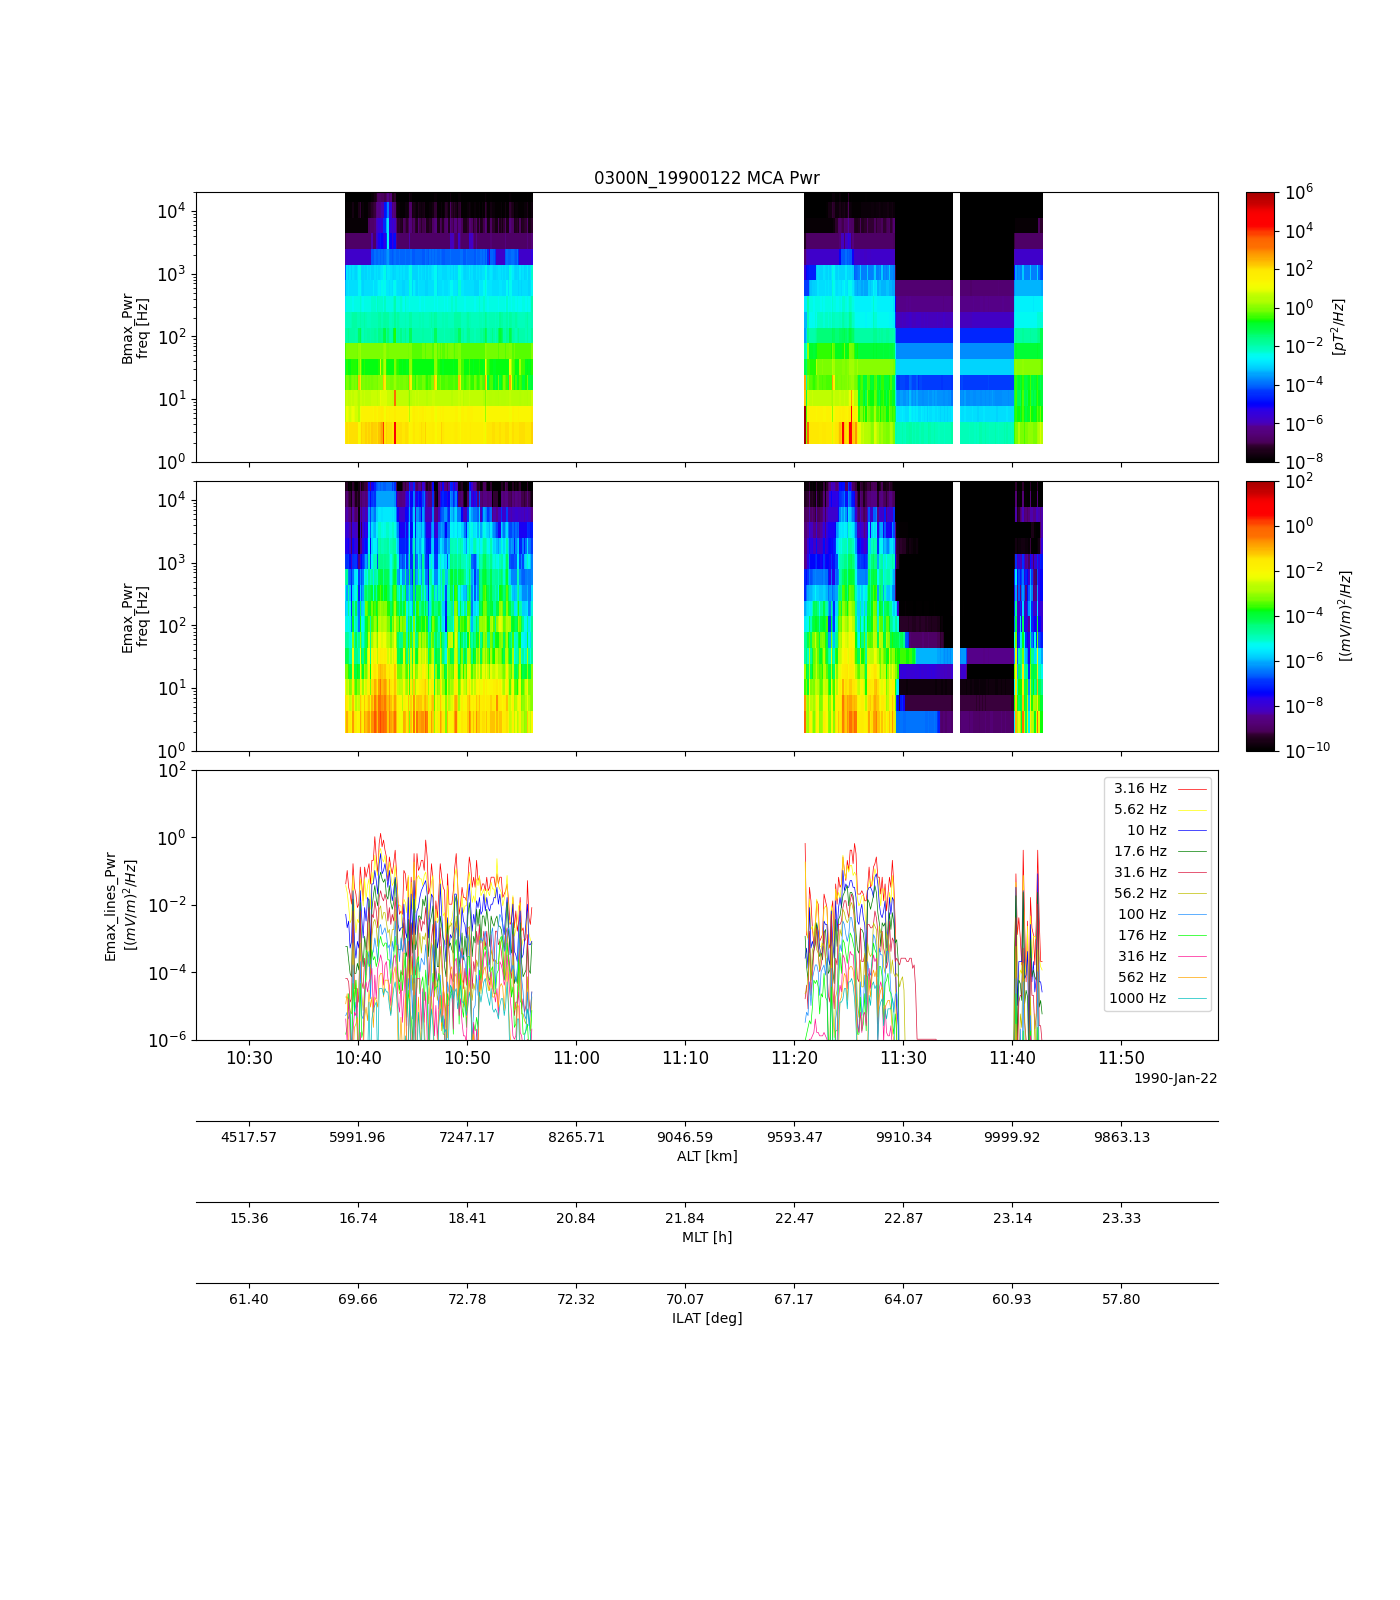 0300N_19900122 MCA Pwr
10^4
10^3
10^2
10^1
10^0
Bmax_Pwr
freq [Hz]
10^6
10^4
10^2
10^0
10^-2
10^-4
10^-6
10^-8
[pT^2/Hz]
10^4
10^3
10^2
10^1
10^0
Emax_Pwr
freq [Hz]
10^2
10^0
10^-2
10^-4
10^-6
10^-8
10^-10
[(mV/m)^2/Hz]
10^2
10^0
10^-2
10^-4
10^-6
Emax_lines_Pwr
[(mV/m)^2/Hz]
3.16 Hz
5.62 Hz
10 Hz
17.6 Hz
31.6 Hz
56.2 Hz
100 Hz
176 Hz
316 Hz
562 Hz
1000 Hz
10:30 10:40 10:50 11:00 11:10 11:20 11:30 11:40 11:50
1990-Jan-22
4517.57 5991.96 7247.17 8265.71 9046.59 9593.47 9910.34 9999.92 9863.13
ALT [km]
15.36 16.74 18.41 20.84 21.84 22.47 22.87 23.14 23.33
MLT [h]
61.40 69.66 72.78 72.32 70.07 67.17 64.07 60.93 57.80
ILAT [deg]